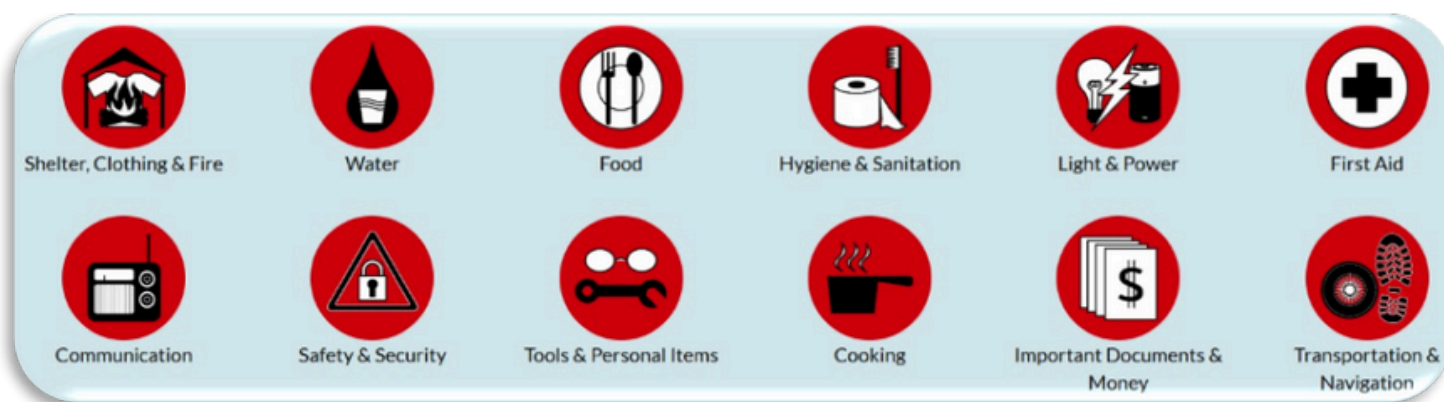 Shelter, Clothing & Fire
Water
Food
Hygiene & Sanitation
Light & Power
First Aid
Communication
Safety & Security
Tools & Personal Items
Cooking
Important Documents &
Money
Transportation &
Navigation
$